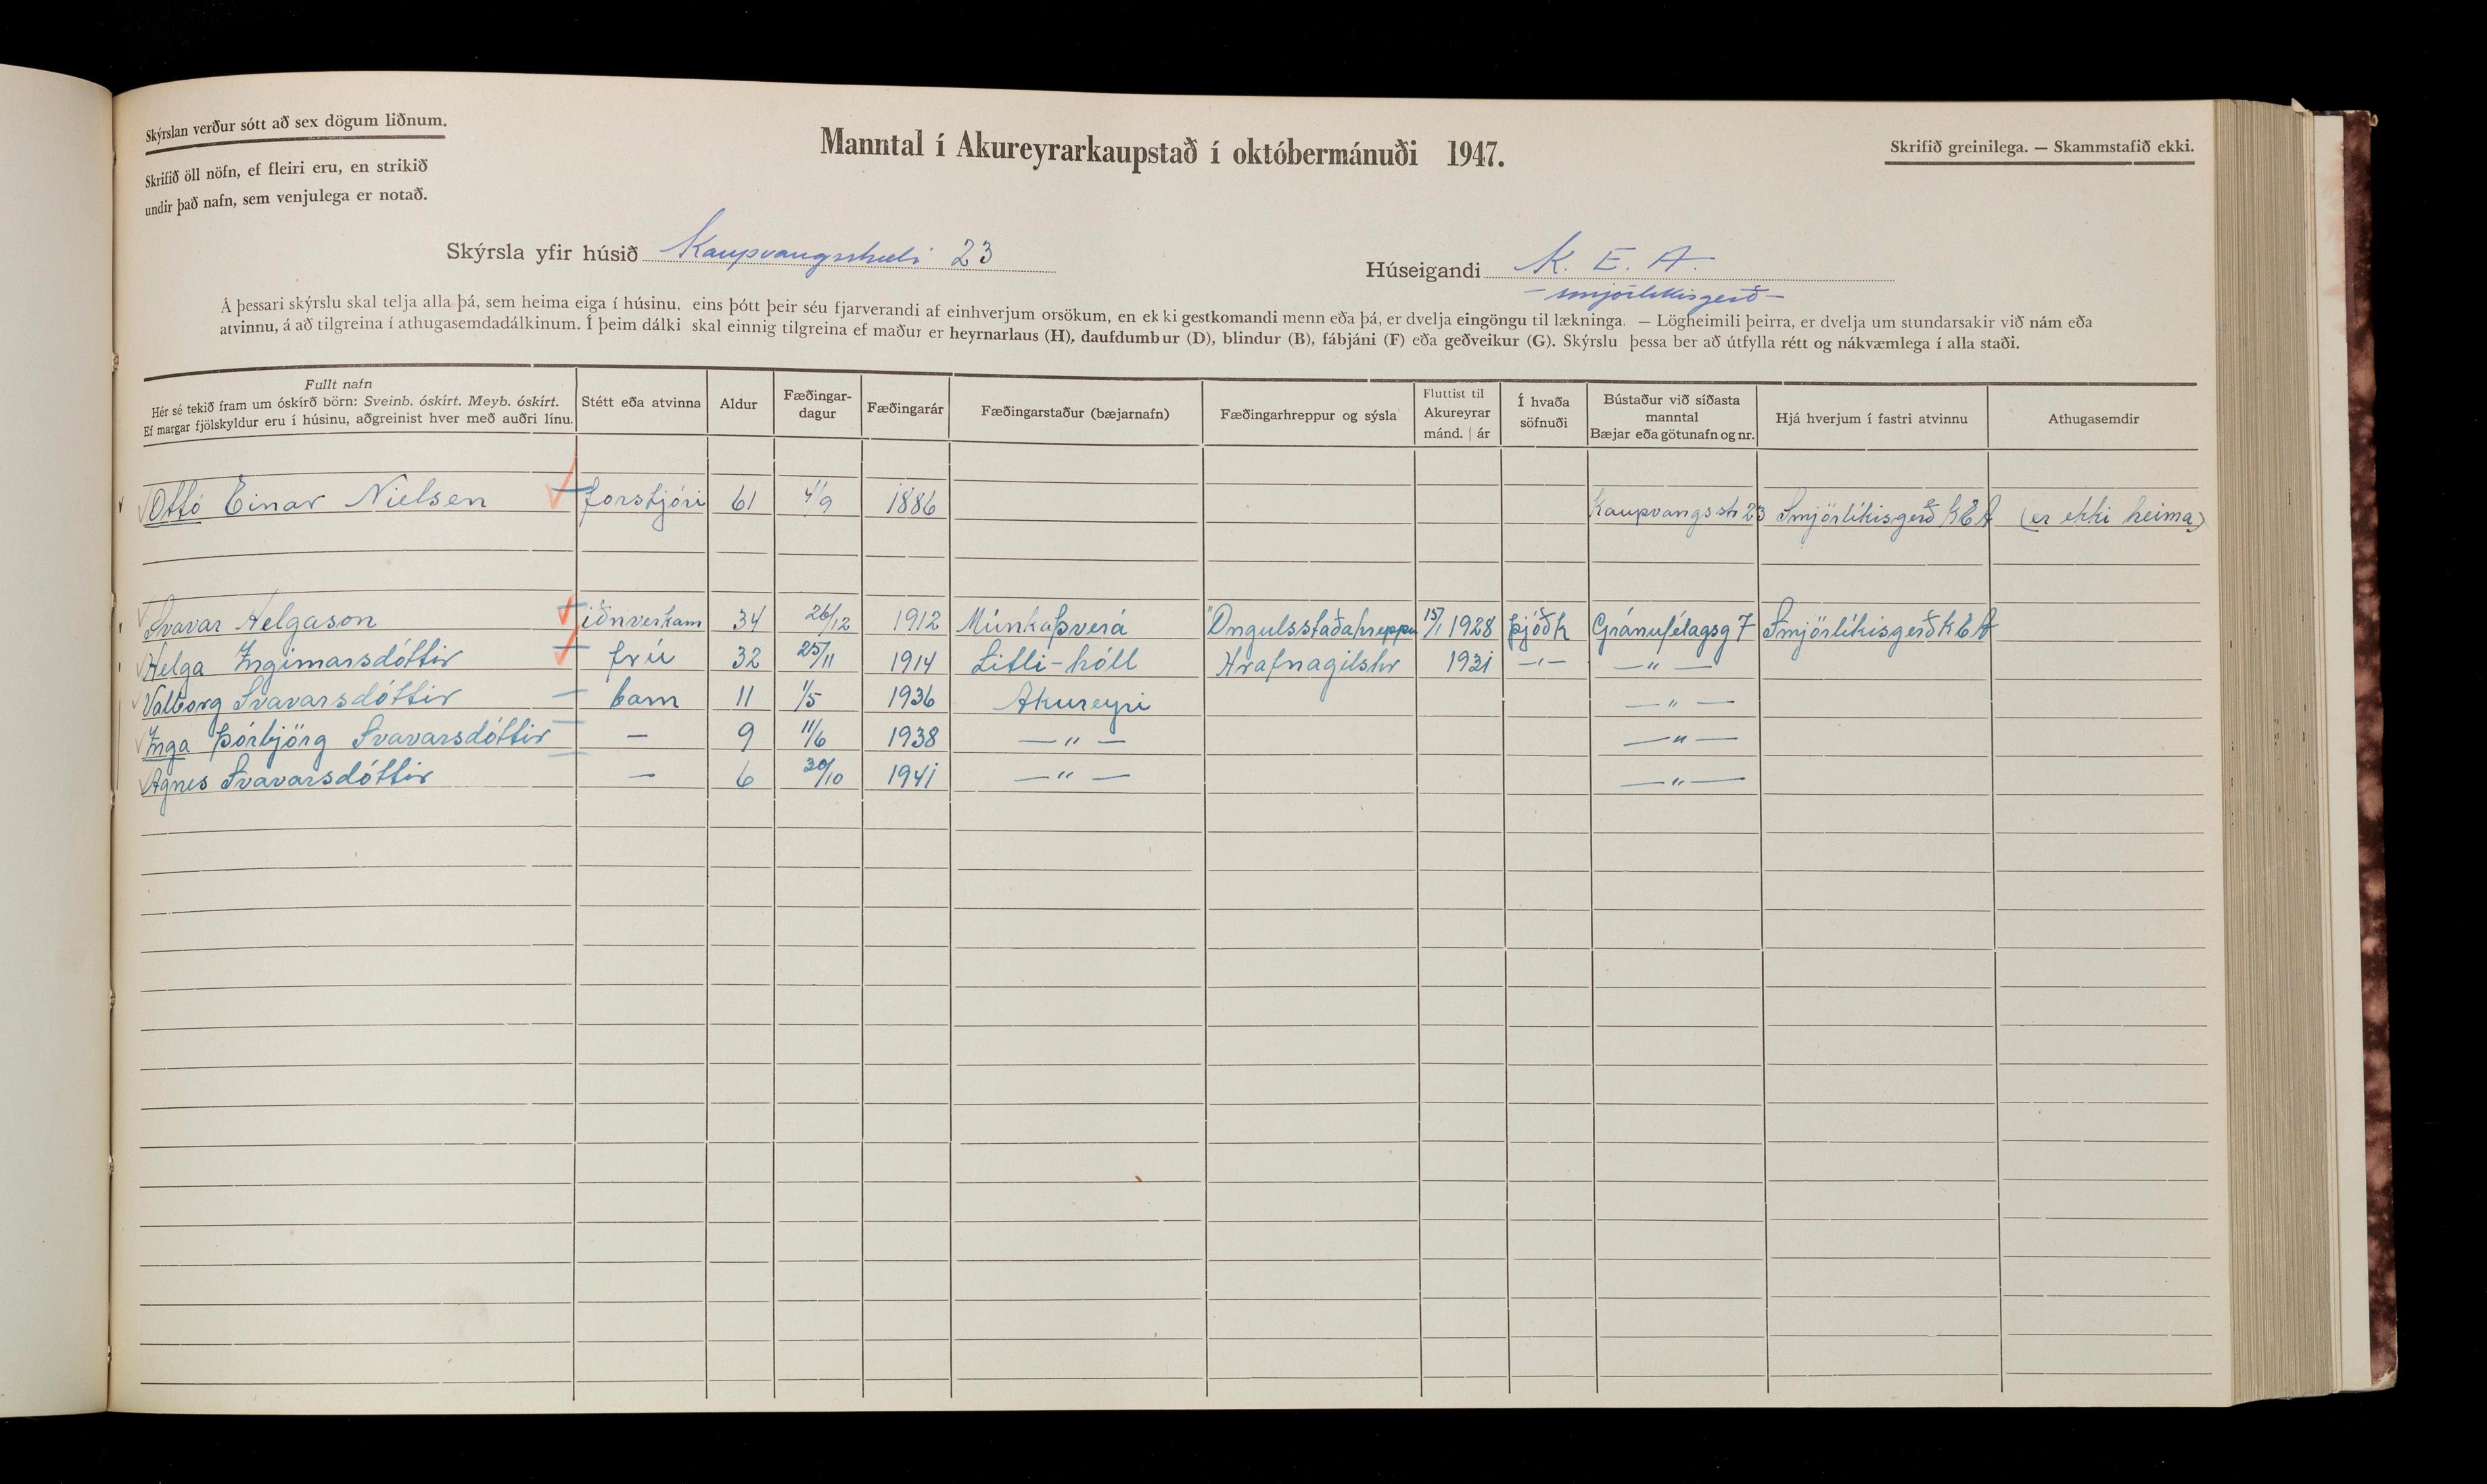 Skýrslan verður sótt að sex dögum liðnum.
Skrifið öll nöfn, ef fleiri eru, en strikið
undir það nafn, sem venjulega er notað.
Manntal í Akureyrarkaupstað í októbermánuði 1947.
Skrifið greinilega. — Skammstafið ekki.
Skýrsla yfir húsið Kaupvangsstræti 23
Húseigandi K. E. A.
- smjörlíkisgerð -
Á þessari skýrslu skal telja alla þá, sem heima eiga í húsinu, eins þótt þeir séu fjarverandi af einhverjum orsökum, en ekki gestkomandi menn eða þá, er dvelja eingöngu til lækninga. — Lögheimili þeirra, er dvelja um stundarsakir við nám eða
atvinnu, á að tilgreina í athugasemdadálkinum. Í þeim dálki skal einnig tilgreina ef maður er heyrnarlaus (H), daufdumbur (D), blindur (B), fábjáni (F) eða geðveikur (G). Skýrslu þessa ber að útfylla rétt og nákvæmlega í alla staði.
Fullt nafn
Hér sé tekið fram um óskírð börn: Sveinb. óskírt. Meyb. óskírt.
Ef margar fjölskyldur eru í húsinu, aðgreinist hver með auðri línu.
Stétt eða atvinna
Aldur
Fæðingar-
dagur
Fæðingarár
Fæðingarstaður (bæjarnafn)
Fæðingarhreppur og sýsla
Fluttist til
Akureyrar
mánd. | ár
Í hvaða
söfnuði
Bústaður við síðasta
manntal
Bæjar eða götunafn og nr.
Hjá hverjum í fastri atvinnu
Athugasemdir
Ottó Einar Nielsen forstjóri 61 4/9 1886 Kaupvangsstr 23 Smjörlíkisgerð KEA (er ekki heima)
Svavar Helgason iðnverkam 34 26/12 1912 Múnkaþverá Öngulsstaðahreppu 15/1 1928 þjóðk Gránufélagsg 7 Smjörlíkisgerð KEA
Helga Ingimarsdóttir frú 32 25/11 1914 Litli-hóll Hrafnagilshr 1931 -"- -"-
Valborg Svavarsdóttir barn 11 1/5 1936 Akureyri -"-
Inga Þórbjörg Svavarsdóttir - 9 11/6 1938 -"- -"-
Agnes Svavarsdóttir - 6 30/10 1941 -"- -"-